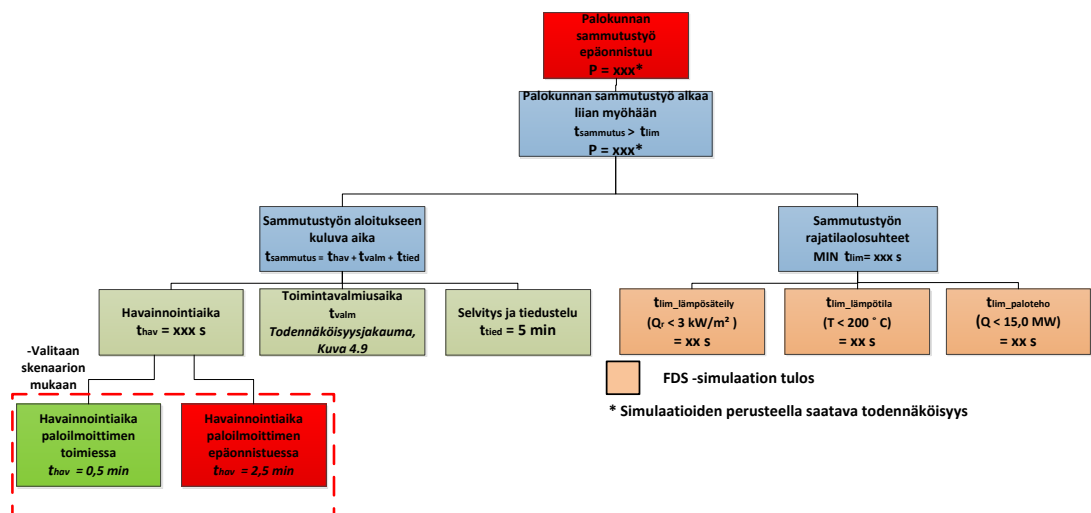 Palokunnan
sammutustyö
epäonnistuu
P = xxx*
Palokunnan sammutustyö alkaa
liian myöhään
tsammutus > tlim
P = xxx*
Sammutustyön aloitukseen
kuluva aika
tsammutus = thav + tvalm + ttied
Sammutustyön
rajatilaolosuhteet
MIN tlim= xxx s
Havainnointiaika
thav = xxx s
Toimintavalmiusaika
tvalm
Todennäköisyysjakauma,
Kuva 4.9
Selvitys ja tiedustelu
ttied = 5 min
tlim_lämpösäteily
(Qr < 3 kW/m² )
= xx s
tlim_lämpötila
(T < 200 ˚ C)
= xx s
tlim_paloteho
(Q < 15,0 MW)
= xx s
-Valitaan
skenaarion
mukaan
FDS -simulaation tulos
* Simulaatioiden perusteella saatava todennäköisyys
Havainnointiaika
paloilmoittimen
toimiessa
thav = 0,5 min
Havainnointiaika
paloilmoittimen
epäonnistuessa
thav = 2,5 min